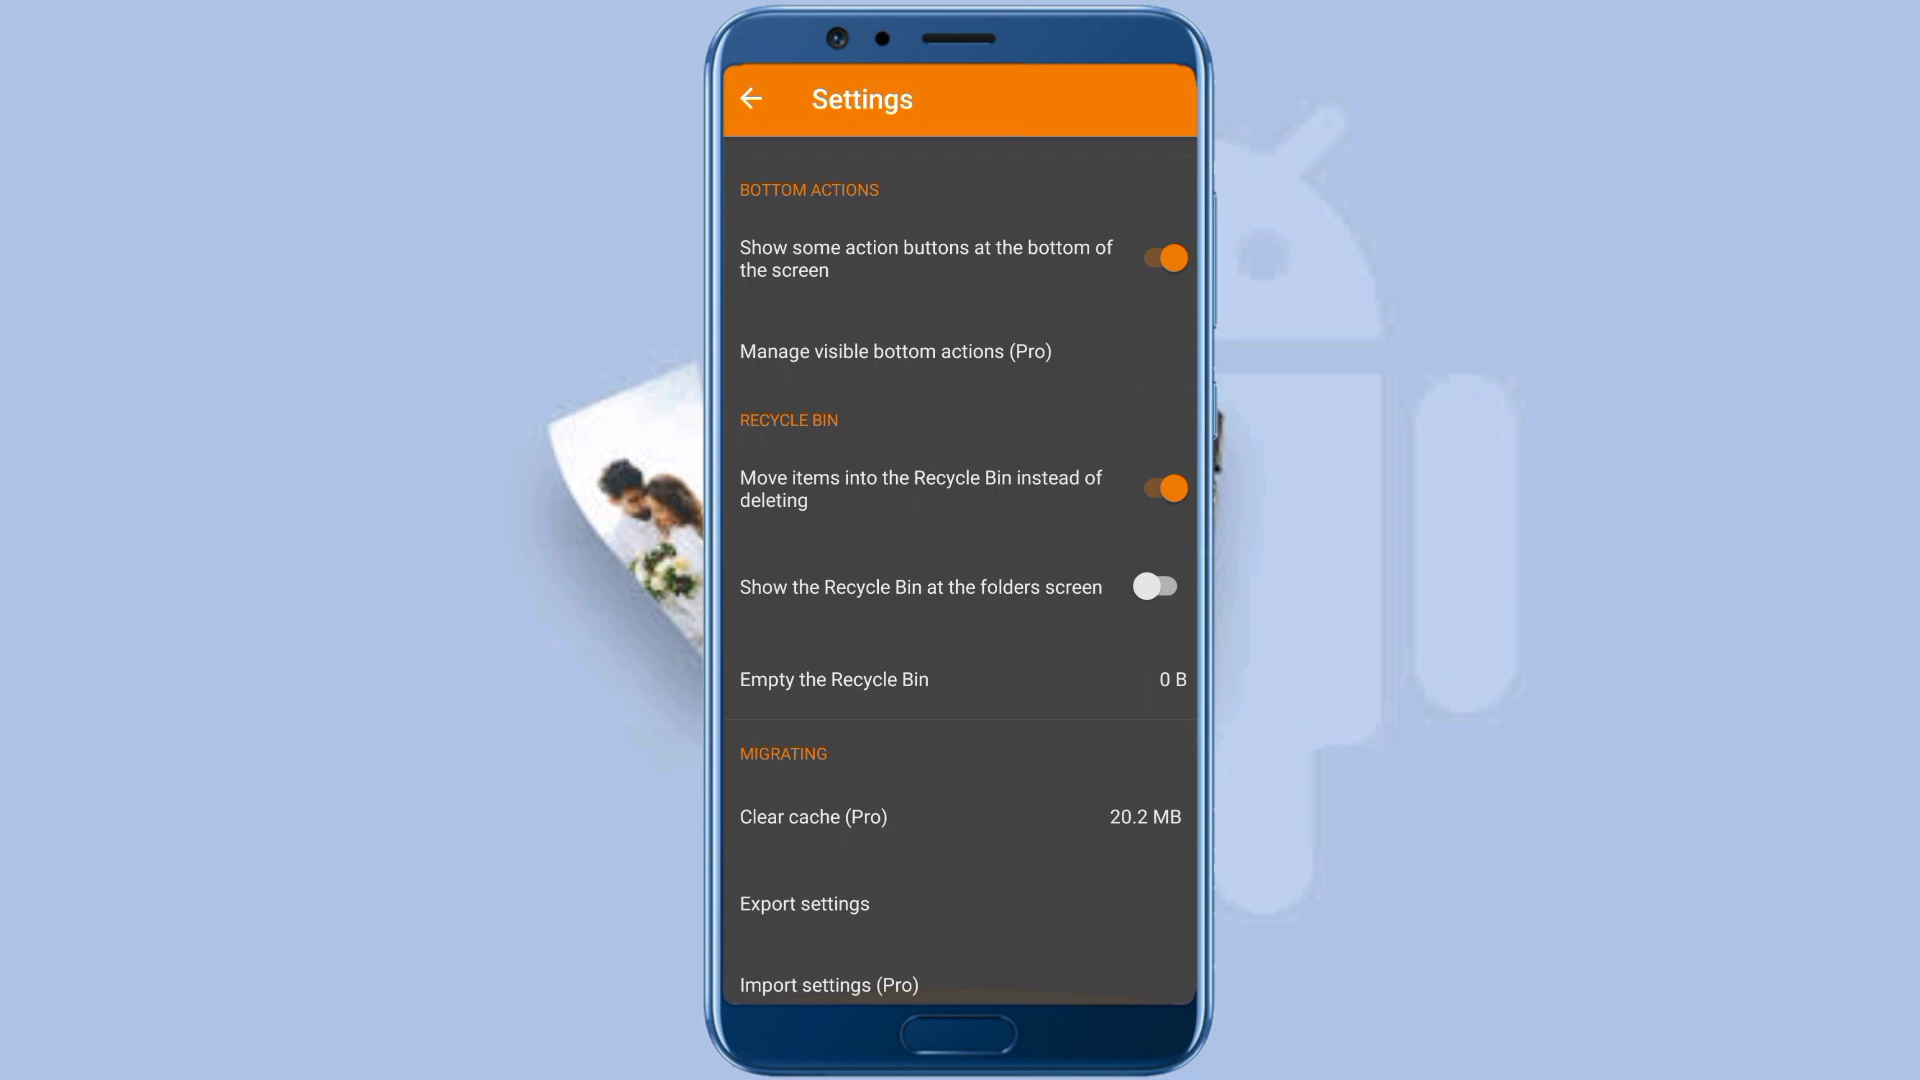 Settings
BOTTOM ACTIONS
Show some action buttons at the bottom of
the screen
Manage visible bottom actions (Pro)
RECYCLE BIN
Move items into the Recycle Bin instead of
deleting
Show the Recycle Bin at the folders screen
Empty the Recycle Bin 0 B
MIGRATING
Clear cache (Pro) 20.2 MB
Export settings
Import settings (Pro)